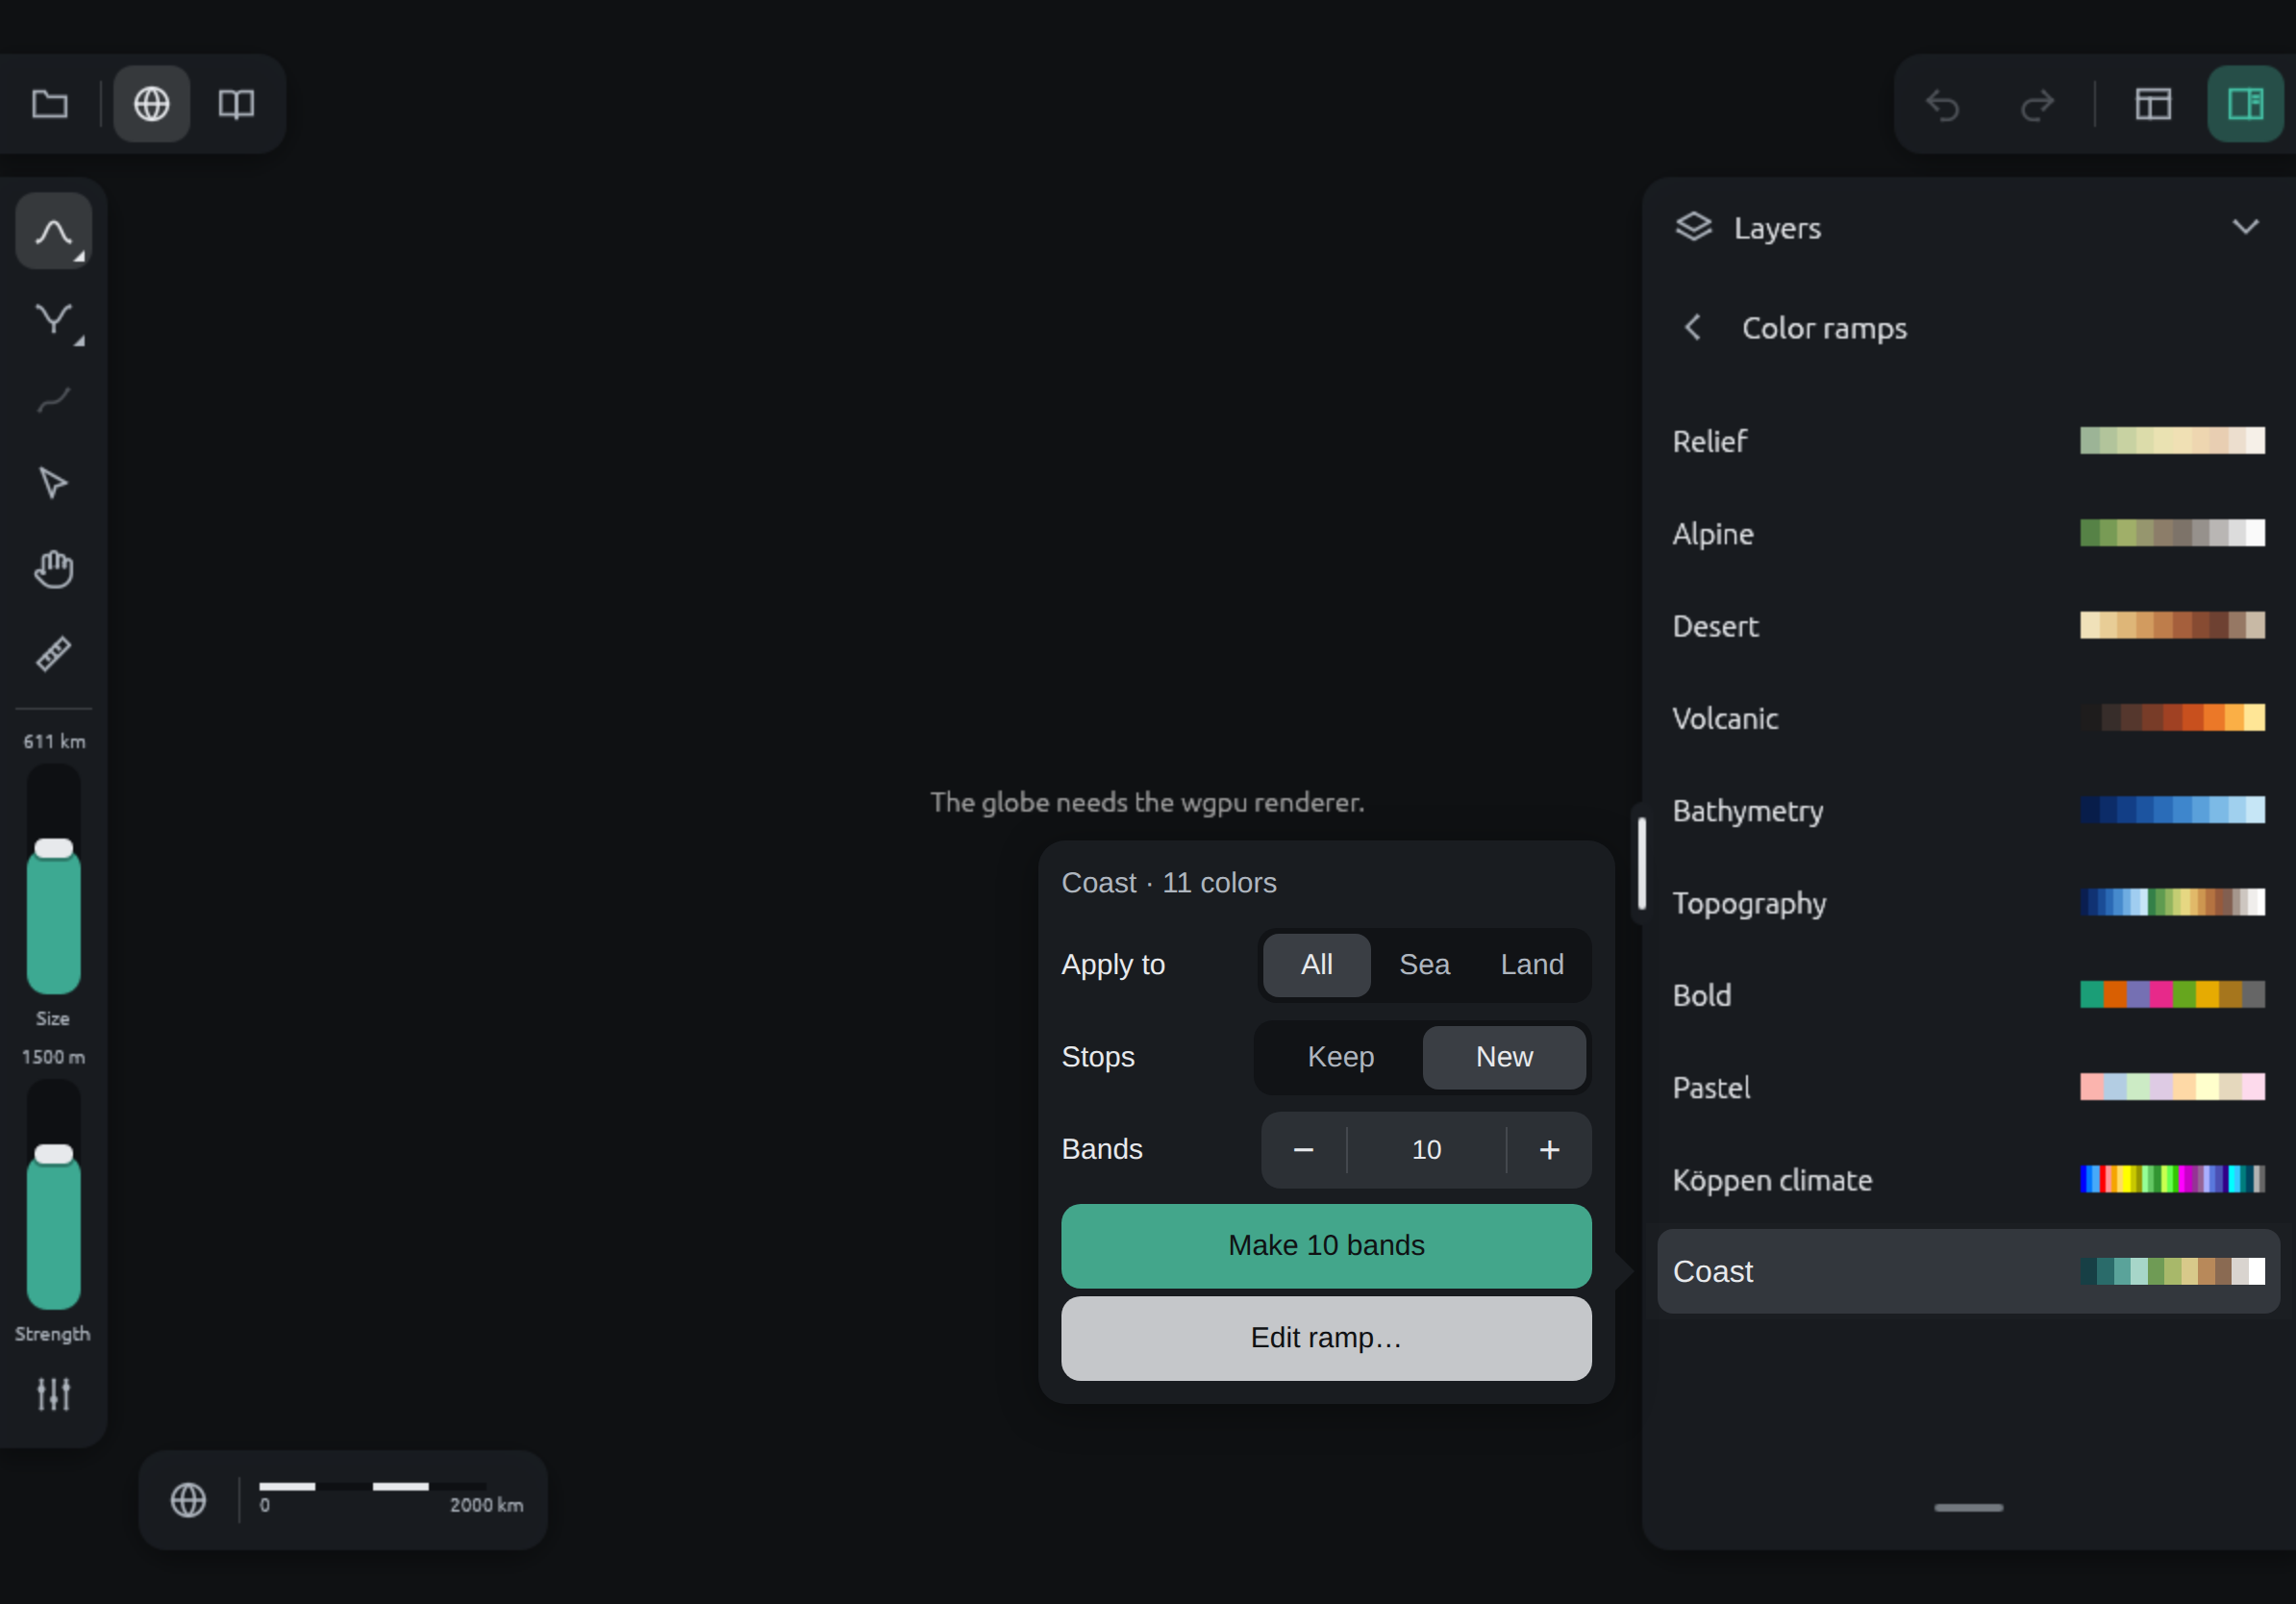 Layers
Color ramps
Relief
Alpine
Desert
Volcanic
Bathymetry
Topography
Bold
Pastel
Köppen climate
Coast
611 km
Size
1500 m
Strength
The globe needs the wgpu renderer.
Coast · 11 colors
Apply to All Sea Land
Stops Keep New
Bands − 10 +
Make 10 bands
Edit ramp…
0 2000 km